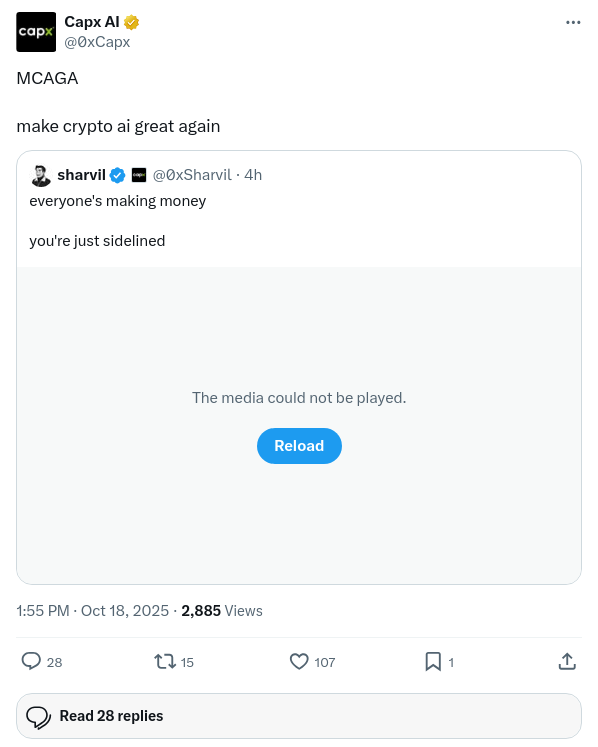 capx
Capx AI
@0xCapx
MCAGA
make crypto ai great again
sharvil @0xSharvil · 4h
everyone's making money
you're just sidelined
The media could not be played.
Reload
1:55 PM · Oct 18, 2025 · 2,885 Views
28 15 107 1
Read 28 replies